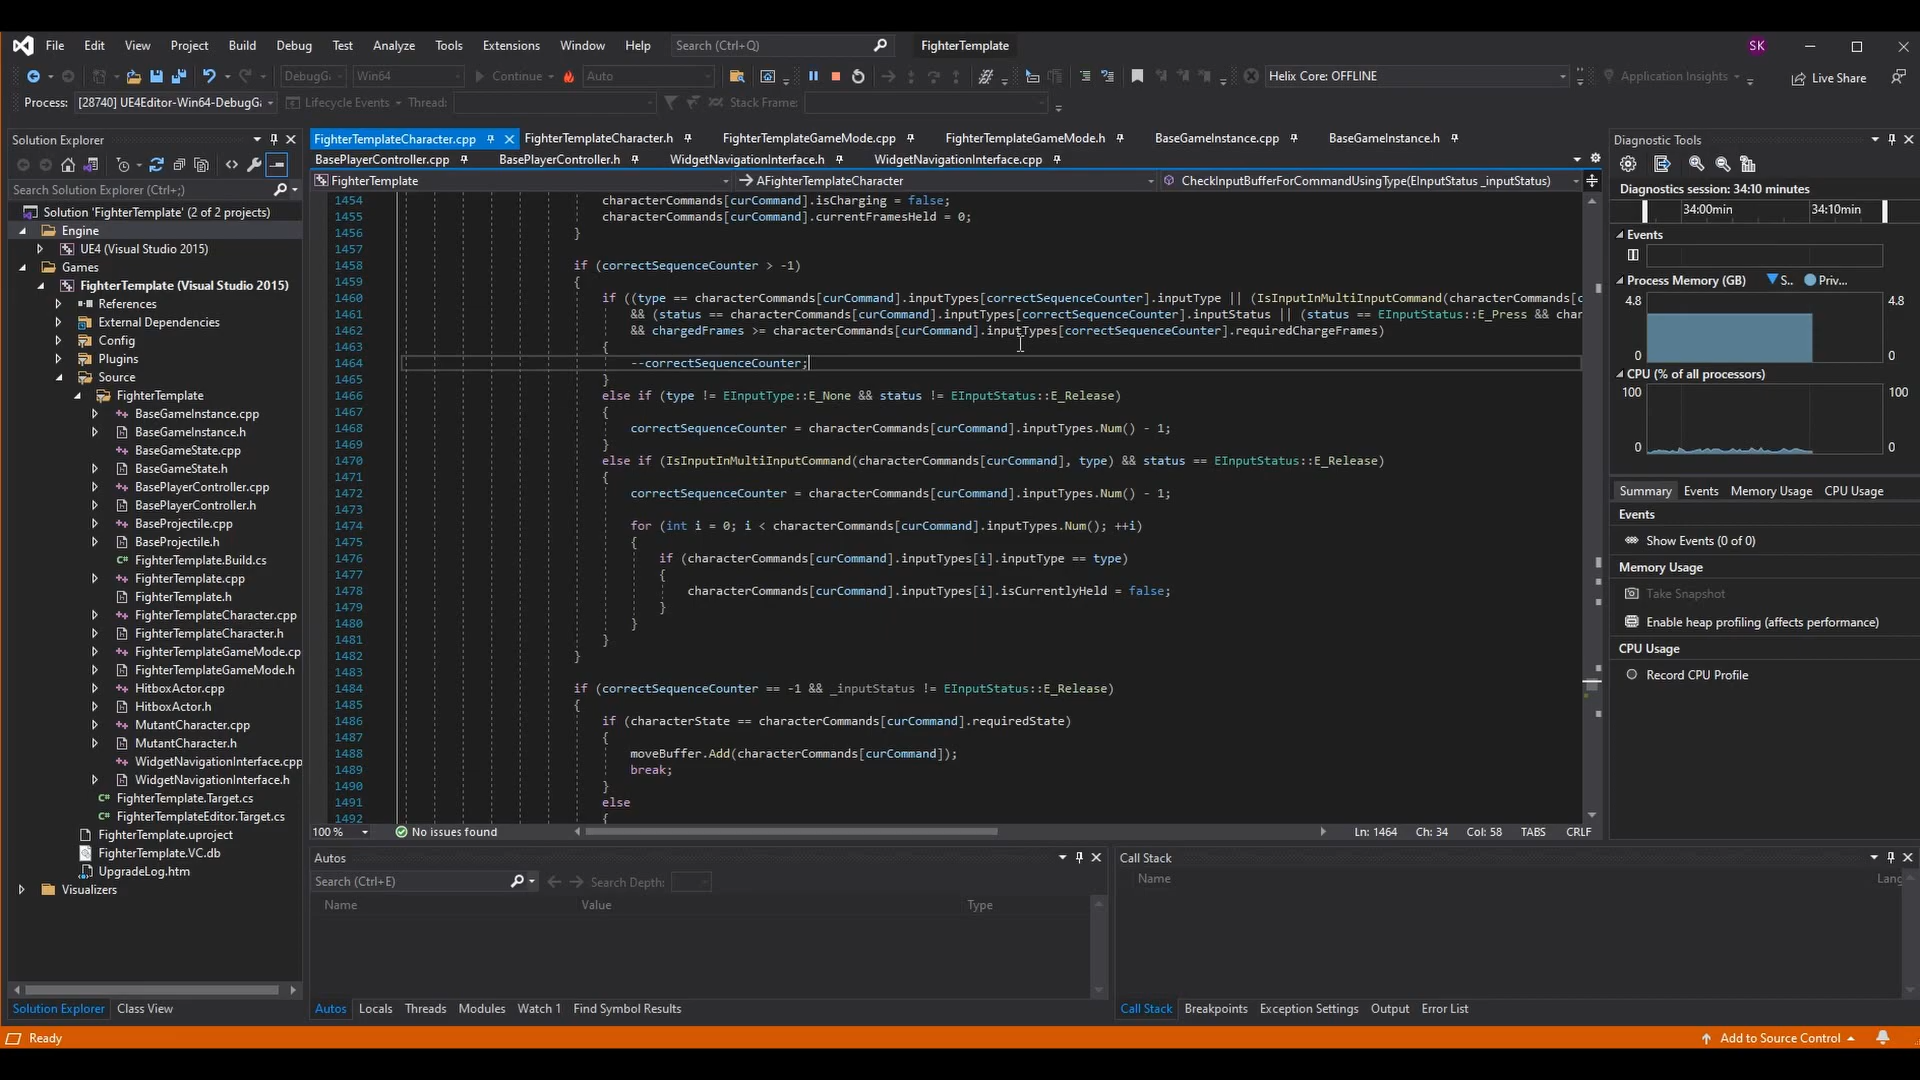 File Edit View Project Build Debug Test Analyze Tools Extensions Window Help Search (Ctrl+Q) FighterTemplate SK
Win64 Continue Auto Helix Core: OFFLINE Application Insights Live Share
Process: [28740] UE4Editor-Win64-DebugGa Lifecycle Events Thread: Stack Frame:
Solution Explorer
Search Solution Explorer (Ctrl+;)
Solution 'FighterTemplate' (2 of 2 projects)
Engine
UE4 (Visual Studio 2015)
Games
FighterTemplate (Visual Studio 2015)
References
External Dependencies
Config
Plugins
Source
FighterTemplate
BaseGameInstance.cpp
BaseGameInstance.h
BaseGameState.cpp
BaseGameState.h
BasePlayerController.cpp
BasePlayerController.h
BaseProjectile.cpp
BaseProjectile.h
FighterTemplate.Build.cs
FighterTemplate.cpp
FighterTemplate.h
FighterTemplateCharacter.cpp
FighterTemplateCharacter.h
FighterTemplateGameMode.cp
FighterTemplateGameMode.h
HitboxActor.cpp
HitboxActor.h
MutantCharacter.cpp
MutantCharacter.h
WidgetNavigationInterface.cpp
WidgetNavigationInterface.h
FighterTemplate.Target.cs
FighterTemplateEditor.Target.cs
FighterTemplate.uproject
FighterTemplate.VC.db
UpgradeLog.htm
Visualizers
Solution Explorer Class View
FighterTemplateCharacter.cpp FighterTemplateCharacter.h FighterTemplateGameMode.cpp FighterTemplateGameMode.h BaseGameInstance.cpp BaseGameInstance.h
BasePlayerController.cpp BasePlayerController.h WidgetNavigationInterface.h WidgetNavigationInterface.cpp
FighterTemplate AFighterTemplateCharacter CheckInputBufferForCommandUsingType(EInputStatus _inputStatus)
1454 characterCommands[curCommand].isCharging = false;
1455 characterCommands[curCommand].currentFramesHeld = 0;
1456 }
1457
1458 if (correctSequenceCounter > -1)
1459 {
1460 if ((type == characterCommands[curCommand].inputTypes[correctSequenceCounter].inputType || (IsInputInMultiInputCommand(characterCommands[c
1461 && (status == characterCommands[curCommand].inputTypes[correctSequenceCounter].inputStatus || (status == EInputStatus::E_Press && char
1462 && chargedFrames >= characterCommands[curCommand].inputTypes[correctSequenceCounter].requiredChargeFrames)
1463 {
1464 --correctSequenceCounter;
1465 }
1466 else if (type != EInputType::E_None && status != EInputStatus::E_Release)
1467 {
1468 correctSequenceCounter = characterCommands[curCommand].inputTypes.Num() - 1;
1469 }
1470 else if (IsInputInMultiInputCommand(characterCommands[curCommand], type) && status == EInputStatus::E_Release)
1471 {
1472 correctSequenceCounter = characterCommands[curCommand].inputTypes.Num() - 1;
1473
1474 for (int i = 0; i < characterCommands[curCommand].inputTypes.Num(); ++i)
1475 {
1476 if (characterCommands[curCommand].inputTypes[i].inputType == type)
1477 {
1478 characterCommands[curCommand].inputTypes[i].isCurrentlyHeld = false;
1479 }
1480 }
1481 }
1482 }
1483
1484 if (correctSequenceCounter == -1 && _inputStatus != EInputStatus::E_Release)
1485 {
1486 if (characterState == characterCommands[curCommand].requiredState)
1487 {
1488 moveBuffer.Add(characterCommands[curCommand]);
1489 break;
1490 }
1491 else
1492 {
100 % No issues found Ln: 1464 Ch: 34 Col: 58 TABS CRLF
Autos
Search (Ctrl+E) Search Depth:
Name Value Type
Autos Locals Threads Modules Watch 1 Find Symbol Results
Call Stack
Name Lang
Call Stack Breakpoints Exception Settings Output Error List
Diagnostic Tools
Diagnostics session: 34:10 minutes
34:00min 34:10min
Events
Process Memory (GB) S.. Priv...
4.8 4.8
0 0
CPU (% of all processors)
100 100
0 0
Summary Events Memory Usage CPU Usage
Events
Show Events (0 of 0)
Memory Usage
Take Snapshot
Enable heap profiling (affects performance)
CPU Usage
Record CPU Profile
Ready Add to Source Control